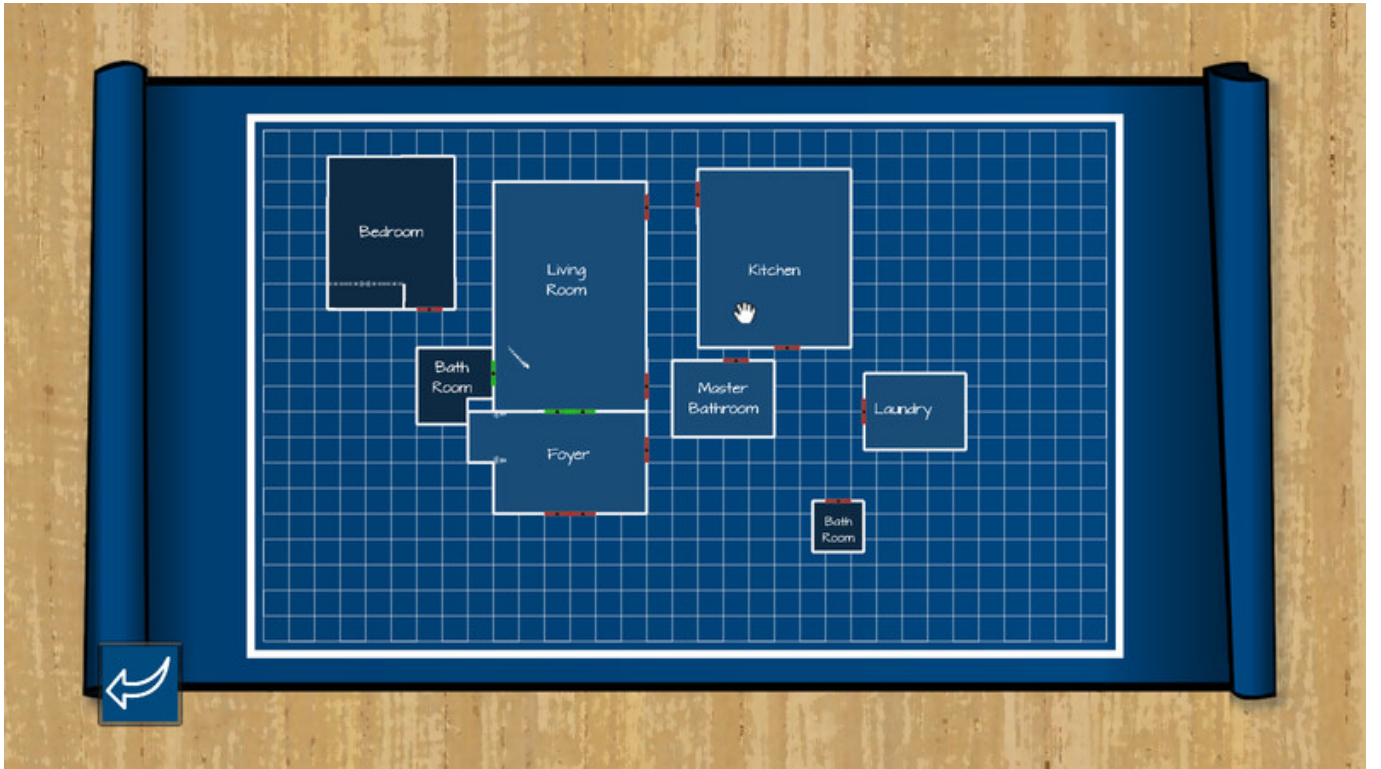 Bedroom
Living
Room
Kitchen
Bath
Room
Master
Bathroom
Laundry
Foyer
Bath
Room